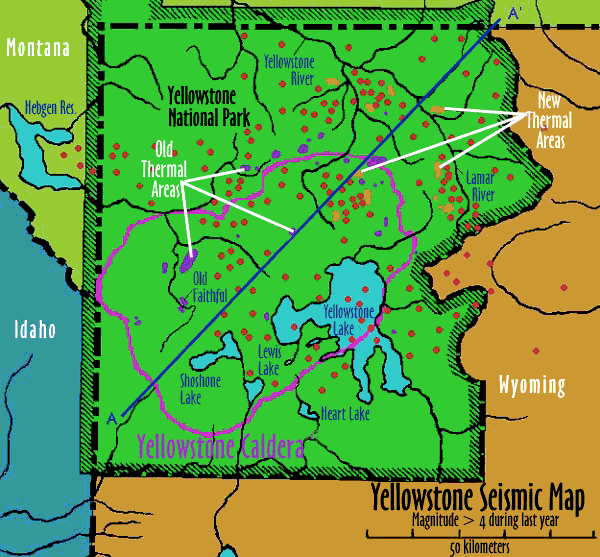 A'
Montana
Yellowstone
River
Hebgen Res.
Yellowstone
National Park
New
Thermal
Areas
Old
Thermal
Areas
Lamar
River
Old
Faithful
Yellowstone
Lake
Idaho
Lewis
Lake
Shoshone
Lake
Wyoming
Heart Lake
A
Yellowstone Caldera
Yellowstone Seismic Map
Magnitude > 4 during last year
50 kilometers